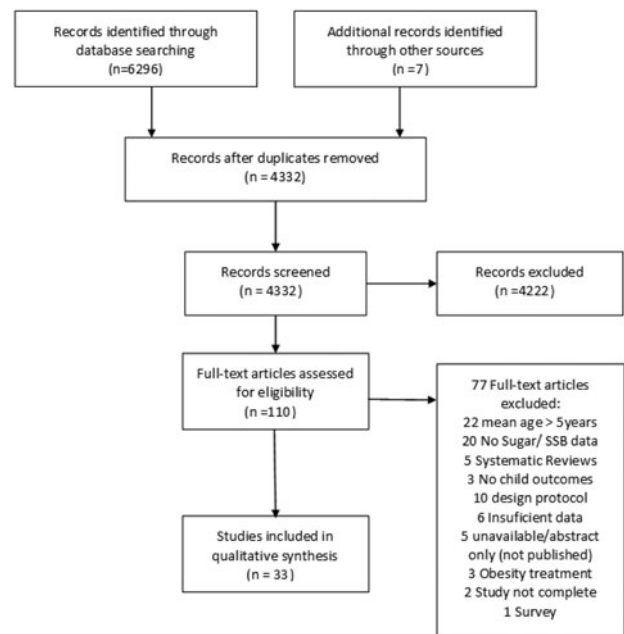 Records identified through
database searching
(n=6296)
Additional records identified
through other sources
(n =7)
Records after duplicates removed
(n = 4332)
Records screened
(n = 4332)
Records excluded
(n =4222)
Full-text articles assessed
for eligibility
(n =110)
77 Full-text articles
excluded:
22 mean age > 5years
20 No Sugar/ SSB data
5 Systematic Reviews
3 No child outcomes
10 design protocol
6 Insuficient data
5 unavailable/abstract
only (not published)
3 Obesity treatment
2 Study not complete
1 Survey
Studies included in
qualitative synthesis
(n = 33)